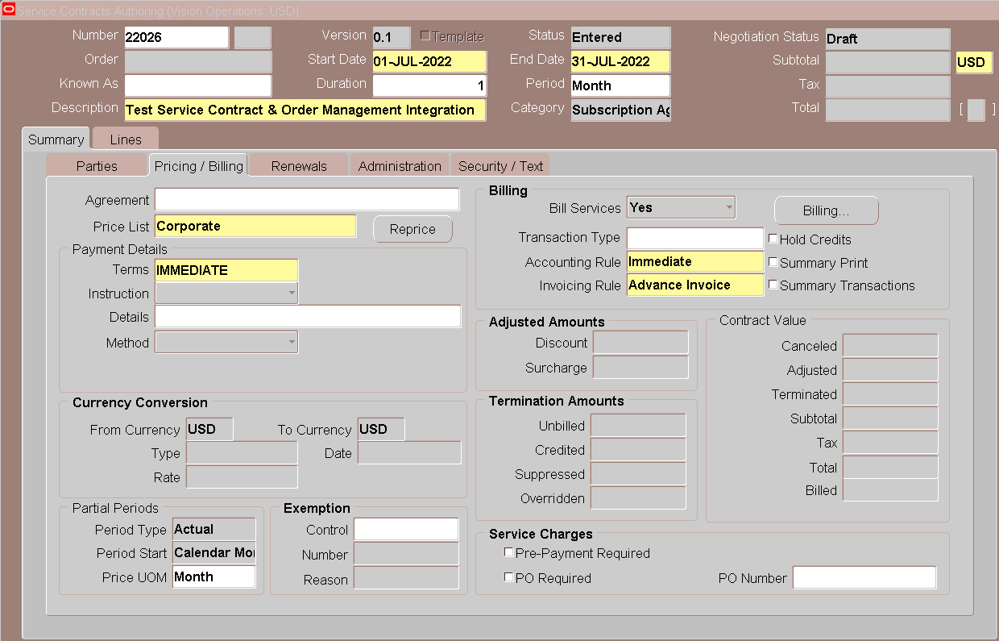 Service Contracts Authoring (Vision Operations: USD)
Number 22026 Version 0.1 Template Status Entered Negotiation Status Draft
Order Start Date 01-JUL-2022 End Date 31-JUL-2022 Subtotal USD
Known As Duration 1 Period Month Tax
Description Test Service Contract & Order Management Integration Category Subscription Ag Total [ ]
Summary Lines
Parties Pricing / Billing Renewals Administration Security / Text
Agreement
Price List Corporate Reprice
Payment Details
Terms IMMEDIATE
Instruction
Details
Method
Billing
Bill Services Yes Billing...
Transaction Type Hold Credits
Accounting Rule Immediate Summary Print
Invoicing Rule Advance Invoice Summary Transactions
Adjusted Amounts
Discount
Surcharge
Contract Value
Canceled
Adjusted
Terminated
Subtotal
Tax
Total
Billed
Currency Conversion
From Currency USD To Currency USD
Type Date
Rate
Termination Amounts
Unbilled
Credited
Suppressed
Overridden
Partial Periods
Period Type Actual
Period Start Calendar Mo
Price UOM Month
Exemption
Control
Number
Reason
Service Charges
Pre-Payment Required
PO Required PO Number